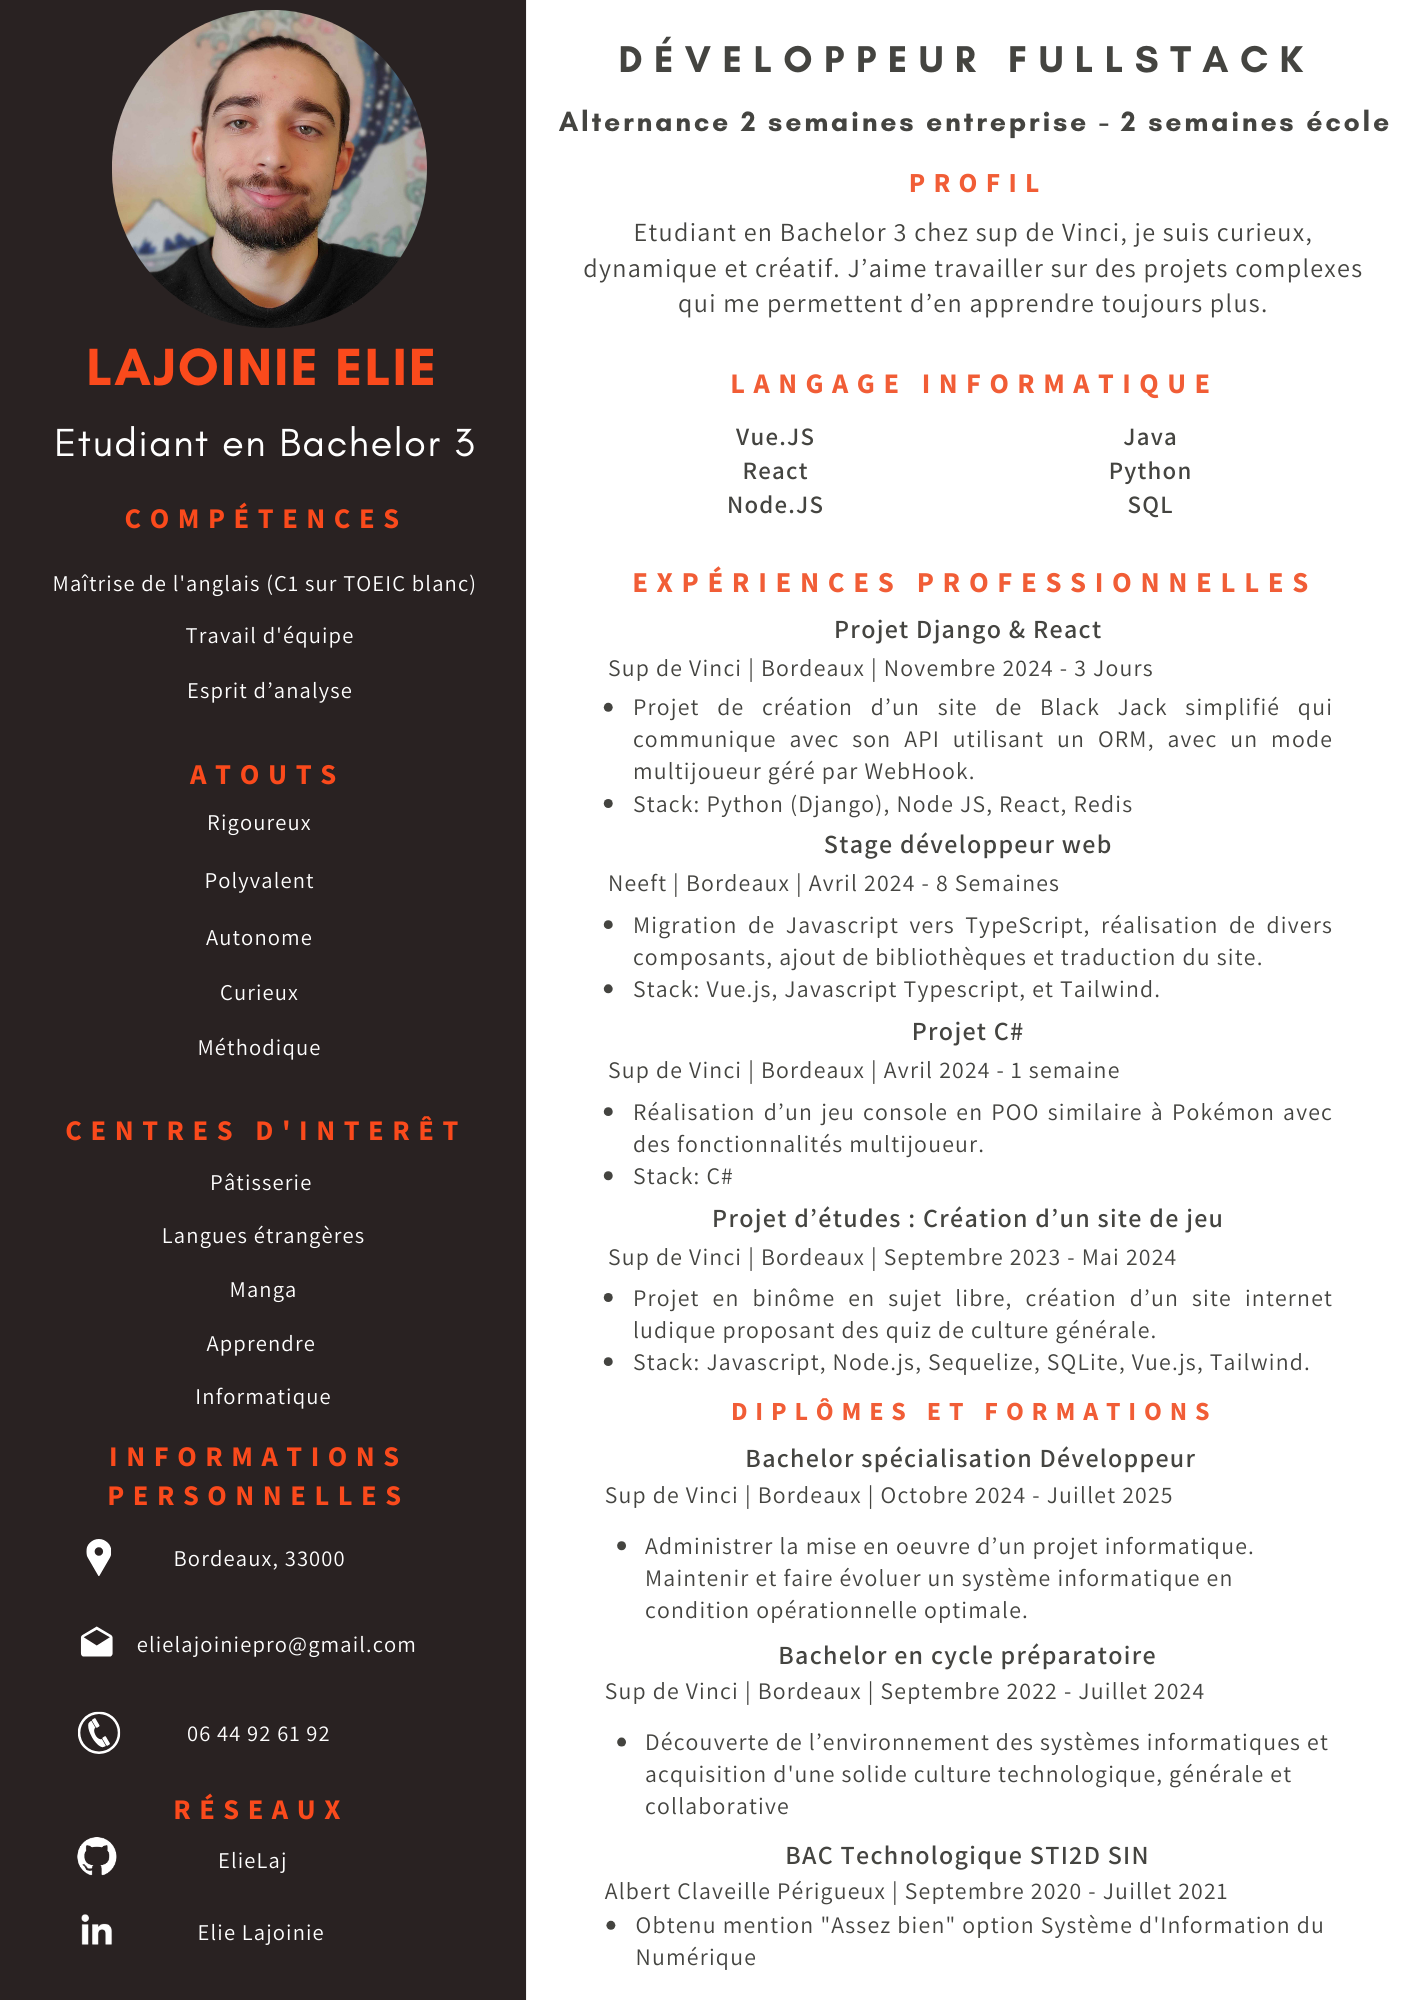 LAJOINIE ELIE
Etudiant en Bachelor 3
COMPÉTENCES
Maîtrise de l'anglais (C1 sur TOEIC blanc)
Travail d'équipe
Esprit d’analyse
ATOUTS
Rigoureux
Polyvalent
Autonome
Curieux
Méthodique
CENTRES D'INTERÊT
Pâtisserie
Langues étrangères
Manga
Apprendre
Informatique
INFORMATIONS
PERSONNELLES
Bordeaux, 33000
elielajoiniepro@gmail.com
06 44 92 61 92
RÉSEAUX
ElieLaj
in
Elie Lajoinie
DÉVELOPPEUR FULLSTACK
Alternance 2 semaines entreprise - 2 semaines école
PROFIL
Etudiant en Bachelor 3 chez sup de Vinci, je suis curieux,
dynamique et créatif. J’aime travailler sur des projets complexes
qui me permettent d’en apprendre toujours plus.
LANGAGE INFORMATIQUE
Vue.JS
React
Node.JS
Java
Python
SQL
EXPÉRIENCES PROFESSIONNELLES
Projet Django & React
Sup de Vinci | Bordeaux | Novembre 2024 - 3 Jours
• Projet de création d’un site de Black Jack simplifié qui
communique avec son API utilisant un ORM, avec un mode
multijoueur géré par WebHook.
• Stack: Python (Django), Node JS, React, Redis
Stage développeur web
Neeft | Bordeaux | Avril 2024 - 8 Semaines
• Migration de Javascript vers TypeScript, réalisation de divers
composants, ajout de bibliothèques et traduction du site.
• Stack: Vue.js, Javascript Typescript, et Tailwind.
Projet C#
Sup de Vinci | Bordeaux | Avril 2024 - 1 semaine
• Réalisation d’un jeu console en POO similaire à Pokémon avec
des fonctionnalités multijoueur.
• Stack: C#
Projet d’études : Création d’un site de jeu
Sup de Vinci | Bordeaux | Septembre 2023 - Mai 2024
• Projet en binôme en sujet libre, création d’un site internet
ludique proposant des quiz de culture générale.
• Stack: Javascript, Node.js, Sequelize, SQLite, Vue.js, Tailwind.
DIPLÔMES ET FORMATIONS
Bachelor spécialisation Développeur
Sup de Vinci | Bordeaux | Octobre 2024 - Juillet 2025
• Administrer la mise en oeuvre d’un projet informatique.
Maintenir et faire évoluer un système informatique en
condition opérationnelle optimale.
Bachelor en cycle préparatoire
Sup de Vinci | Bordeaux | Septembre 2022 - Juillet 2024
• Découverte de l’environnement des systèmes informatiques et
acquisition d'une solide culture technologique, générale et
collaborative
BAC Technologique STI2D SIN
Albert Claveille Périgueux | Septembre 2020 - Juillet 2021
• Obtenu mention "Assez bien" option Système d'Information du
Numérique